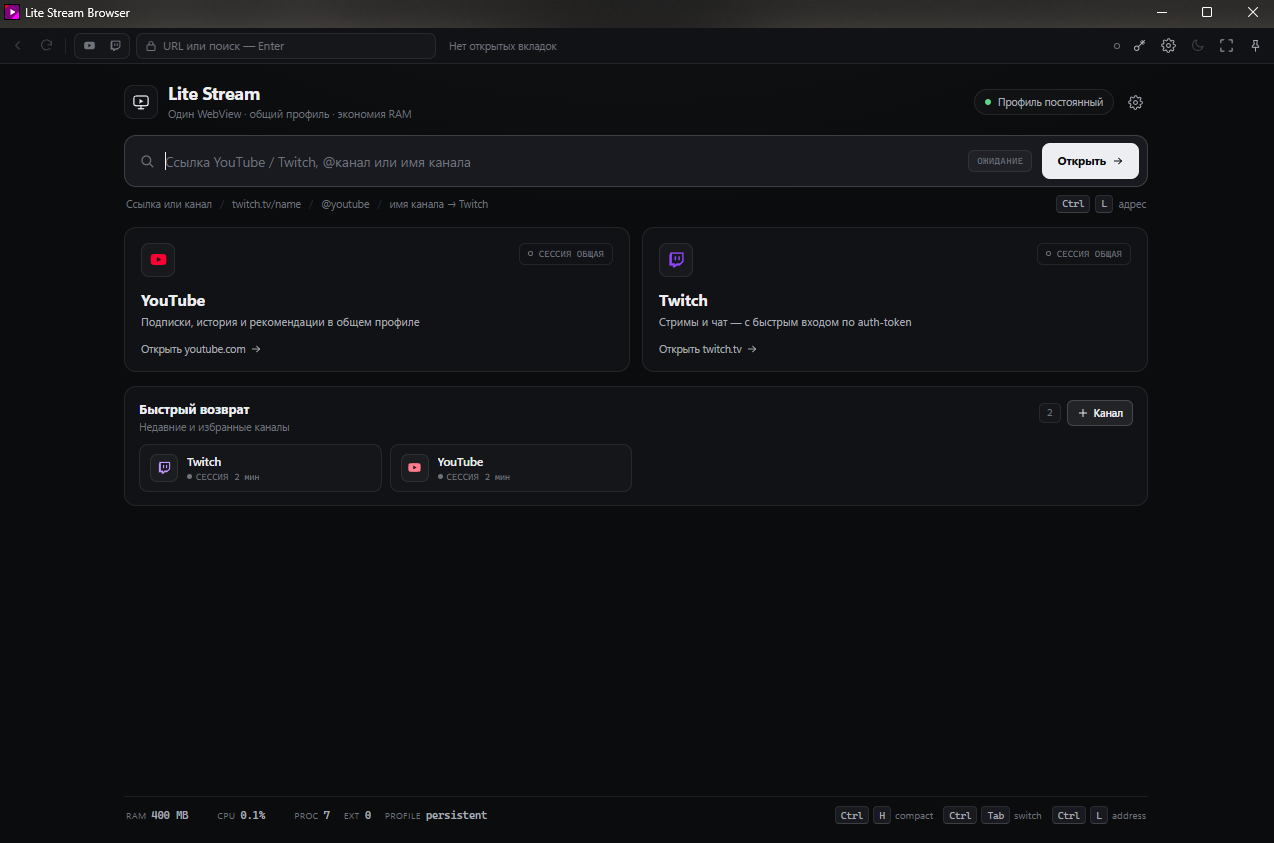 Lite Stream Browser
URL или поиск — Enter
Нет открытых вкладок
Lite Stream
Один WebView · общий профиль · экономия RAM
Профиль постоянный
Ссылка YouTube / Twitch, @канал или имя канала
ОЖИДАНИЕ
Открыть →
Ссылка или канал / twitch.tv/name / @youtube / имя канала → Twitch
Ctrl L адрес
СЕССИЯ ОБЩАЯ
YouTube
Подписки, история и рекомендации в общем профиле
Открыть youtube.com →
СЕССИЯ ОБЩАЯ
Twitch
Стримы и чат — с быстрым входом по auth-token
Открыть twitch.tv →
Быстрый возврат
Недавние и избранные каналы
2
+ Канал
Twitch
СЕССИЯ 2 мин
YouTube
СЕССИЯ 2 мин
RAM 400 MB CPU 0.1% PROC 7 EXT 0 PROFILE persistent
Ctrl H compact Ctrl Tab switch Ctrl L address